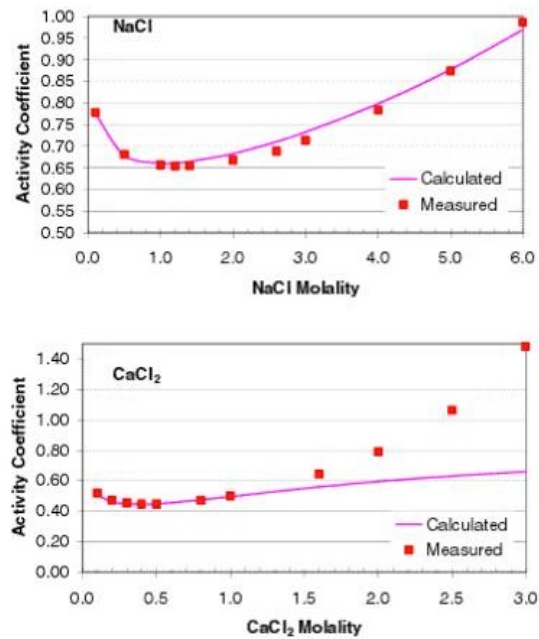 NaCl
1.00
0.95
0.90
0.85
0.80
0.75
0.70
0.65
0.60
0.55
0.50
Activity Coefficient
Calculated
Measured
0.0 1.0 2.0 3.0 4.0 5.0 6.0
NaCl Molality
CaCl₂
1.40
1.20
1.00
0.80
0.60
0.40
0.20
0.00
Activity Coefficient
Calculated
Measured
0.0 0.5 1.0 1.5 2.0 2.5 3.0
CaCl₂ Molality